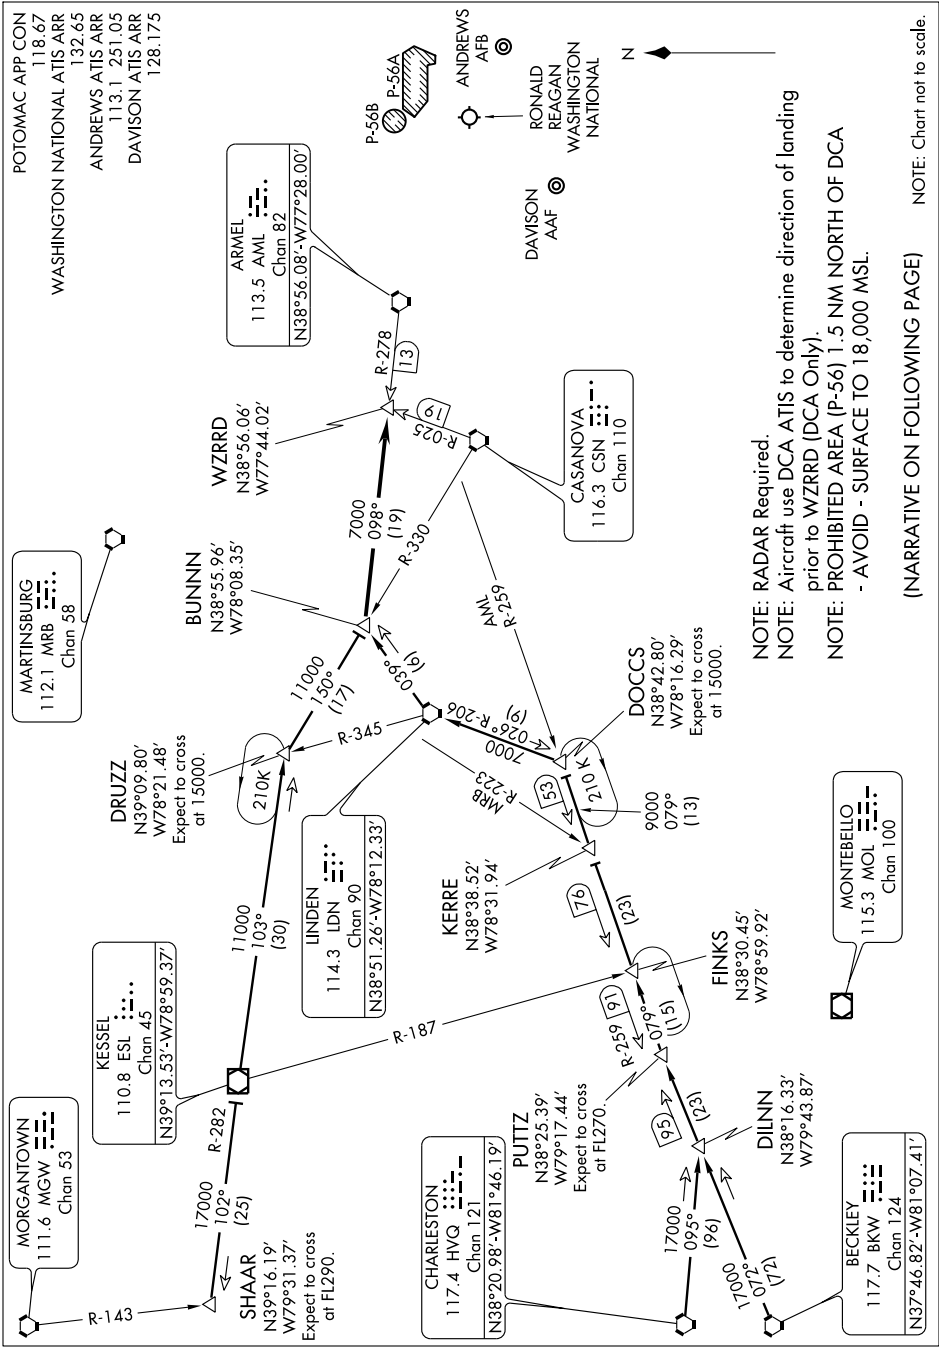 POTOMAC APP CON
118.67
WASHINGTON NATIONAL ATIS ARR
132.65
ANDREWS ATIS ARR
113.1 251.05
DAVISON ATIS ARR
128.175
MORGANTOWN
111.6 MGW
Chan 53
R-143
SHAAR
N39°16.19′
W79°31.37′
Expect to cross
at FL290.
17000
102°
(25)
R-282
KESSEL
110.8 ESL
Chan 45
N39°13.53′-W78°59.37′
11000
103°
(30)
R-187
DRUZZ
N39°09.80′
W78°21.48′
Expect to cross
at 15000.
210K
11000
150°
(17)
R-345
MARTINSBURG
112.1 MRB
Chan 58
LINDEN
114.3 LDN
Chan 90
N38°51.26′-W78°12.33′
BUNNN
N38°55.96′
W78°08.35′
7000
098°
(19)
R-330
039°
(6)
WZRRD
N38°56.06′
W77°44.02′
R-278
13
R-025
19
ARMEL
113.5 AML
Chan 82
N38°56.08′-W77°28.00′
CASANOVA
116.3 CSN
Chan 110
P-56B
P-56A
ANDREWS
AFB
RONALD
REAGAN
WASHINGTON
NATIONAL
DAVISON
AAF
N
CHARLESTON
117.4 HVQ
Chan 121
N38°20.98′-W81°46.19′
17000
095°
(96)
BECKLEY
117.7 BKW
Chan 124
N37°46.82′-W81°07.41′
17000
072°
(72)
DILNN
N38°16.33′
W79°43.87′
95
(23)
PUTTZ
N38°25.39′
W79°17.44′
Expect to cross
at FL270.
R-259
91
079°
(15)
FINKS
N38°30.45′
W78°59.92′
76
(23)
KERRE
N38°38.52′
W78°31.94′
MRB
R-223
53
9000
079°
(13)
210 K
DOCCS
N38°42.80′
W78°16.29′
Expect to cross
at 15000.
AML
R-259
7000
026°
R-206
(9)
MONTEBELLO
115.3 MOL
Chan 100
NOTE: RADAR Required.
NOTE: Aircraft use DCA ATIS to determine direction of landing
prior to WZRRD (DCA Only).
NOTE: PROHIBITED AREA (P-56) 1.5 NM NORTH OF DCA
- AVOID - SURFACE TO 18,000 MSL.
(NARRATIVE ON FOLLOWING PAGE)
NOTE: Chart not to scale.